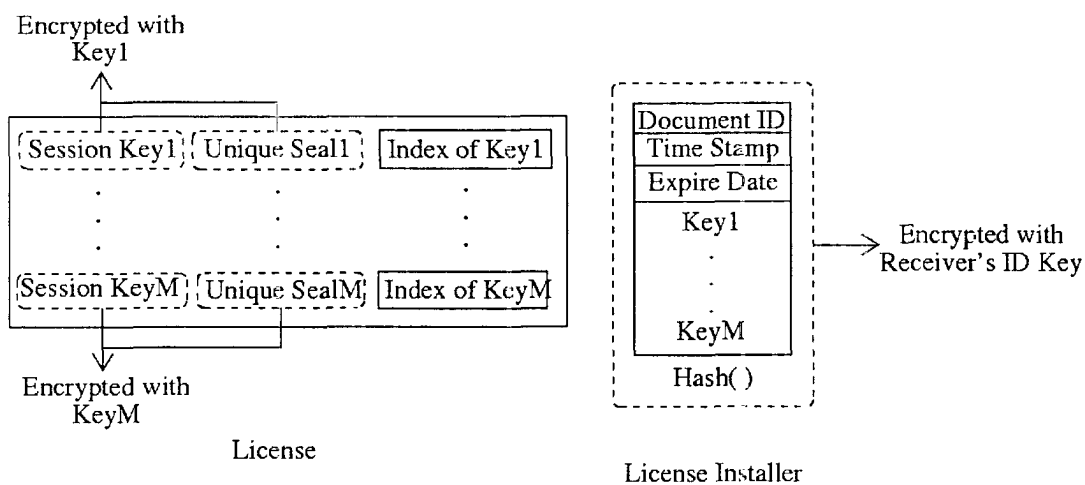 Encrypted with
Key1
Session Key1 Unique Seal1 Index of Key1
Session KeyM Unique SealM Index of KeyM
Encrypted with
KeyM
License
Document ID
Time Stamp
Expire Date
Key1
KeyM
Hash( )
Encrypted with
Receiver's ID Key
License Installer